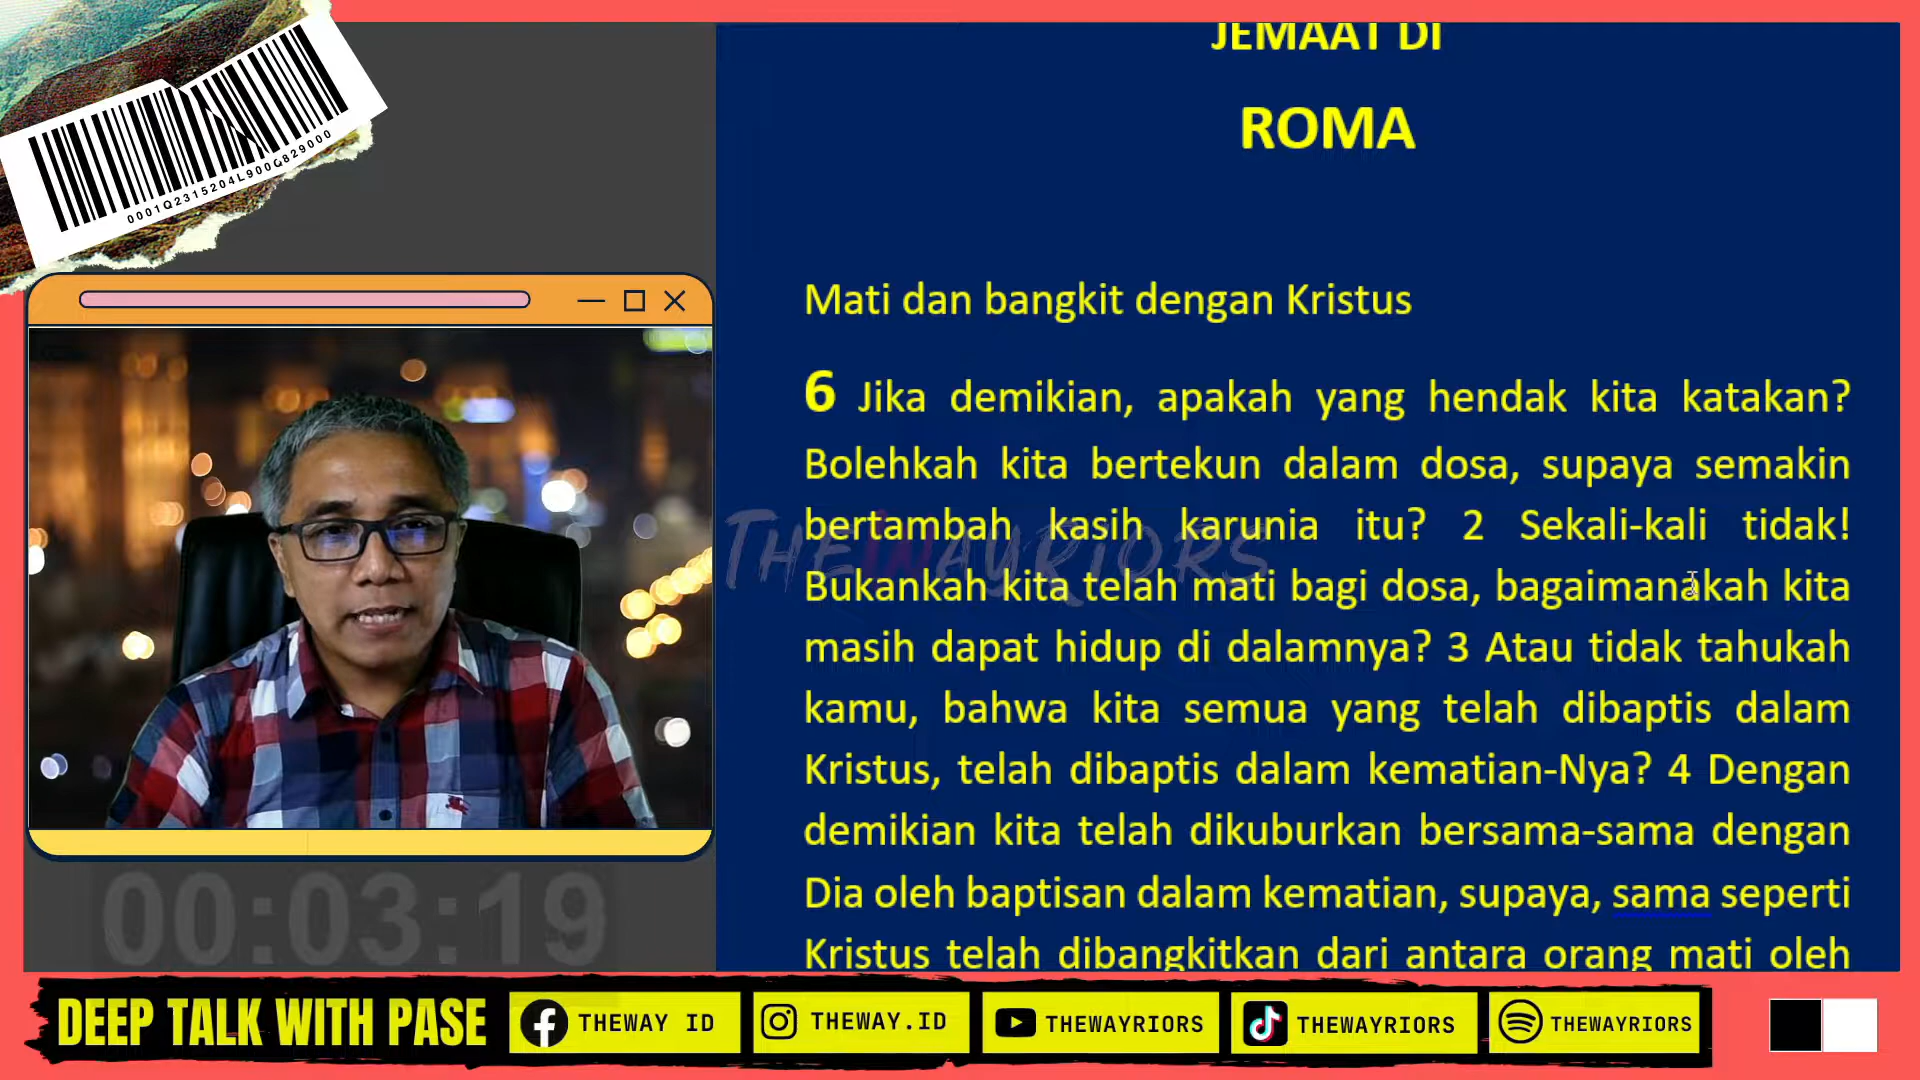 0001Q2315204L900G829000
JEMAAT DI
ROMA
Mati dan bangkit dengan Kristus
6 Jika demikian, apakah yang hendak kita katakan?
Bolehkah kita bertekun dalam dosa, supaya semakin
bertambah kasih karunia itu? 2 Sekali-kali tidak!
Bukankah kita telah mati bagi dosa, bagaimanakah kita
masih dapat hidup di dalamnya? 3 Atau tidak tahukah
kamu, bahwa kita semua yang telah dibaptis dalam
Kristus, telah dibaptis dalam kematian-Nya? 4 Dengan
demikian kita telah dikuburkan bersama-sama dengan
Dia oleh baptisan dalam kematian, supaya, sama seperti
Kristus telah dibangkitkan dari antara orang mati oleh
THEWAYRIORS
00:03:19
DEEP TALK WITH PASE
THEWAY ID
THEWAY.ID
THEWAYRIORS
THEWAYRIORS
THEWAYRIORS